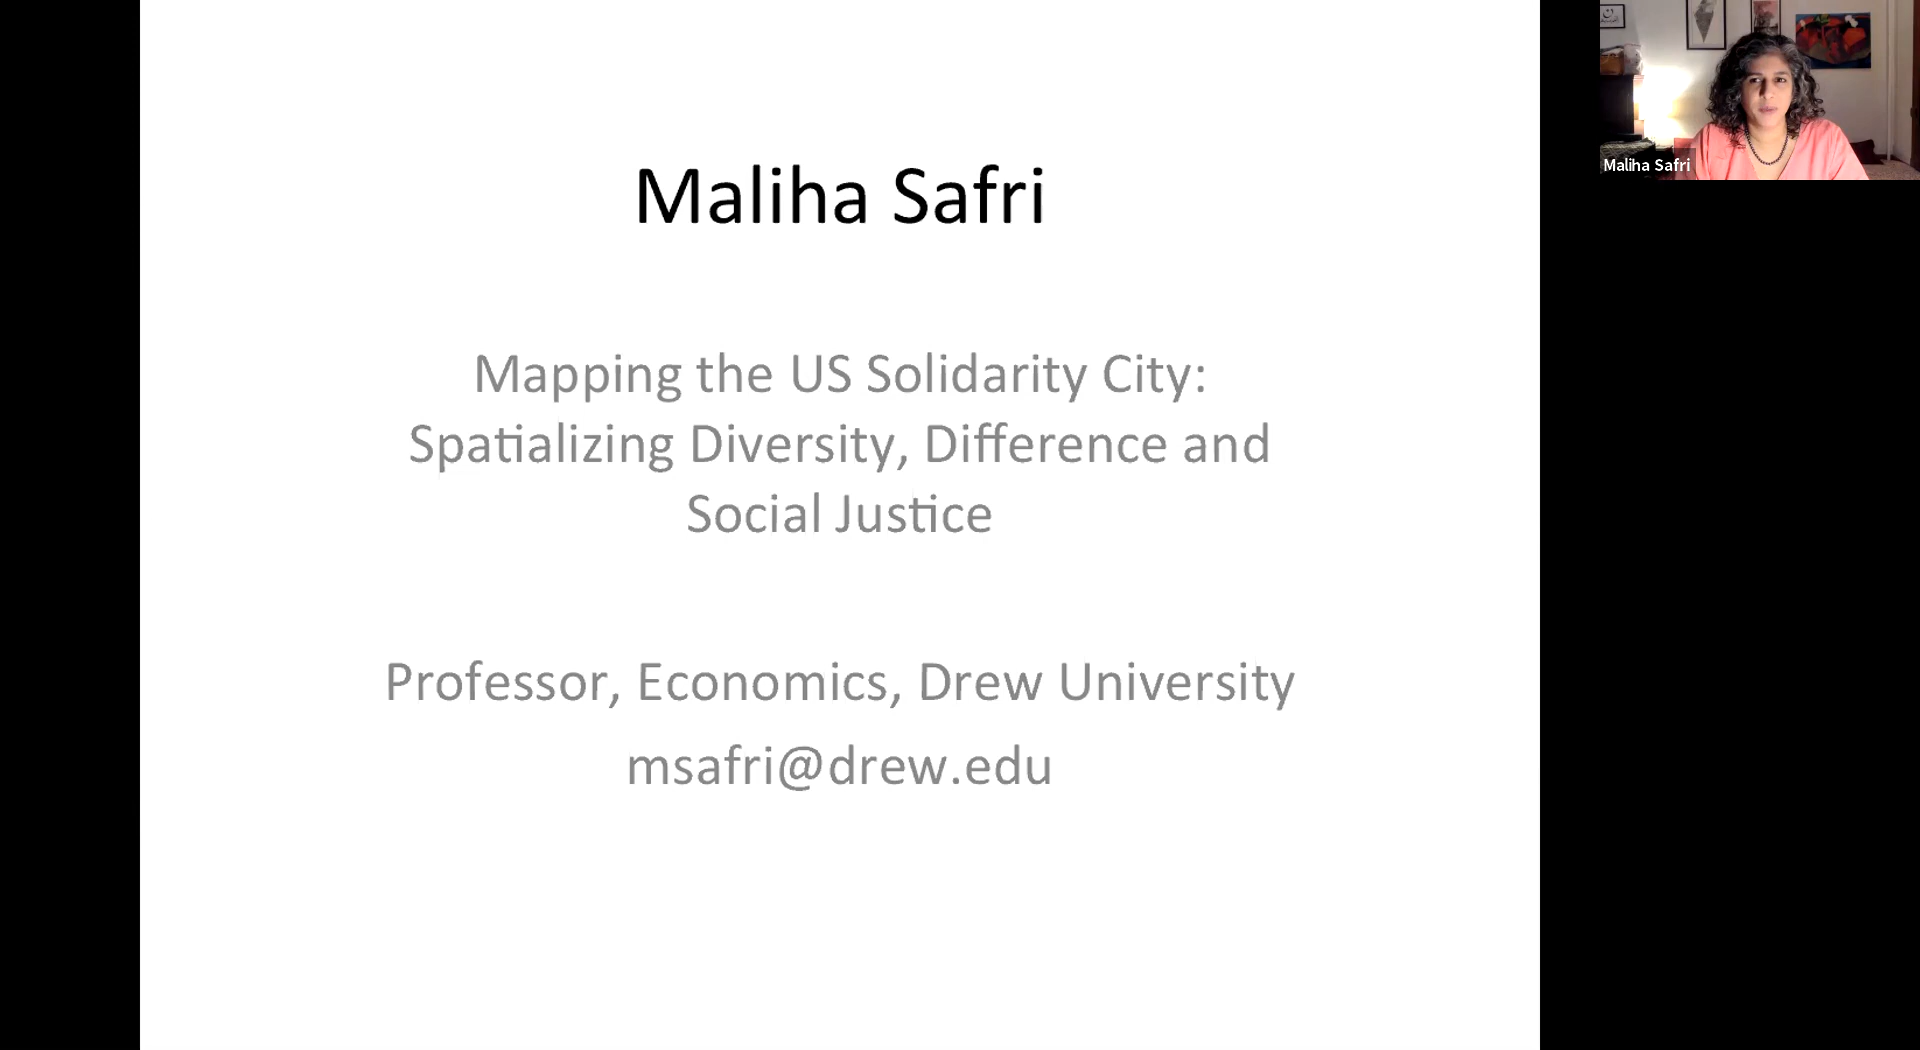 Maliha Safri
Mapping the US Solidarity City:
Spatializing Diversity, Difference and
Social Justice
Professor, Economics, Drew University
msafri@drew.edu
Maliha Safri